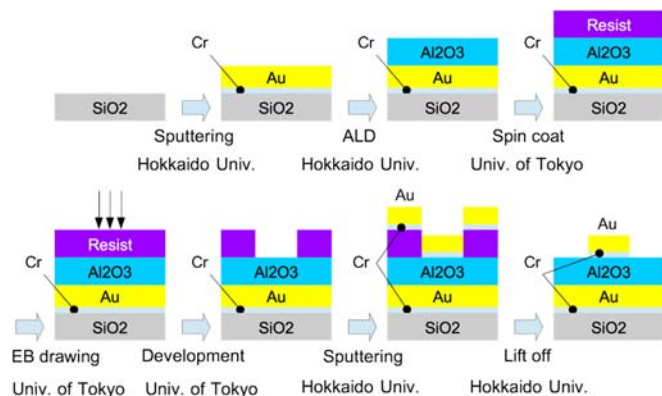 Resist
Cr Cr Al2O3 Cr Al2O3
Au Au Au
SiO2 SiO2 SiO2 SiO2
Sputtering ALD Spin coat
Hokkaido Univ. Hokkaido Univ. Univ. of Tokyo
Au Au
Resist
Cr Al2O3 Cr Al2O3 Cr Al2O3 Cr Al2O3
Au Au Au Au
SiO2 SiO2 SiO2 SiO2
EB drawing Development Sputtering Lift off
Univ. of Tokyo Univ. of Tokyo Hokkaido Univ. Hokkaido Univ.